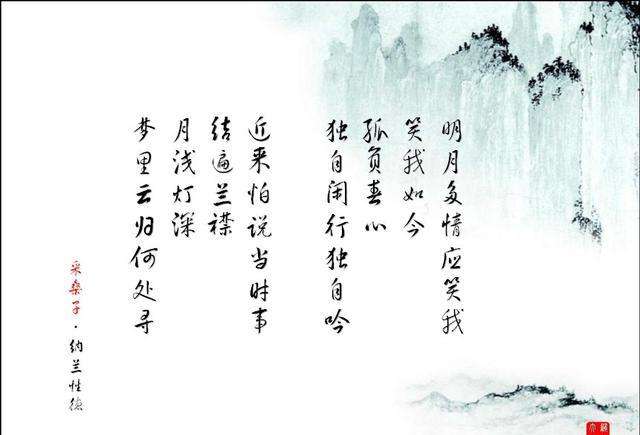 明月多情应笑我
笑我如今
孤负春心
独自闲行独自吟
近来怕说当时事
结遍兰襟
月浅灯深
梦里云归何处寻
采桑子·纳兰性德